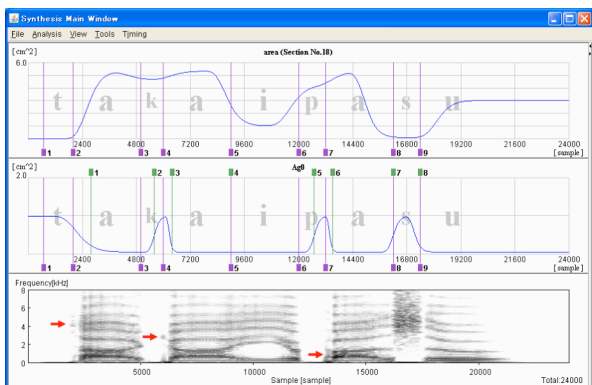 Synthesis Main Window
File Analysis View Tools Timing
[cm^2] area (Section No.18)
6.0
t a k a i p a s u
2400 4800 7200 9600 12000 14400 16800 19200 21600 24000
1 2 3 4 5 6 7 8 9 [sample]
[cm^2] Ag0
2.0 1 2 3 4 5 6 7 8
t a k a i p a s u
2400 4800 7200 9600 12000 14400 16800 19200 21600 24000
1 2 3 4 5 6 7 8 9 [sample]
Frequency[kHz]
8
6
4
2
0
5000 10000 15000 20000
Sample [sample] Total:24000